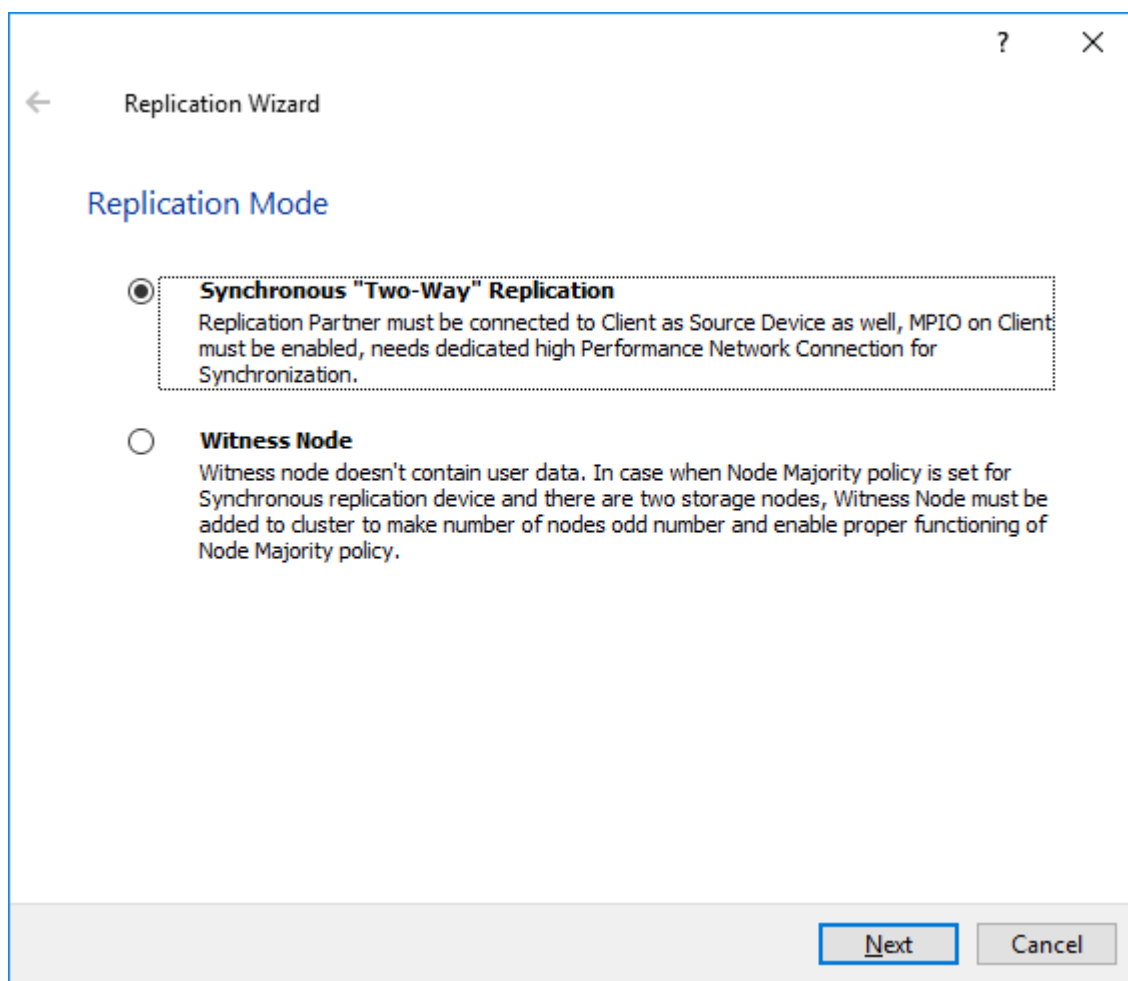 ?
Replication Wizard
Replication Mode
Synchronous "Two-Way" Replication
Replication Partner must be connected to Client as Source Device as well, MPIO on Client
must be enabled, needs dedicated high Performance Network Connection for
Synchronization.
Witness Node
Witness node doesn't contain user data. In case when Node Majority policy is set for
Synchronous replication device and there are two storage nodes, Witness Node must be
added to cluster to make number of nodes odd number and enable proper functioning of
Node Majority policy.
Next Cancel